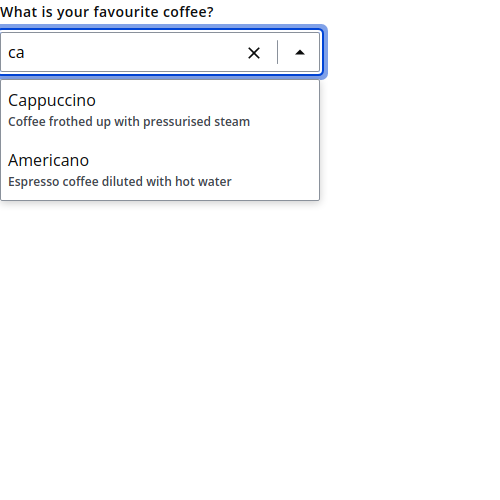 What is your favourite coffee?
ca
Cappuccino
Coffee frothed up with pressurised steam
Americano
Espresso coffee diluted with hot water